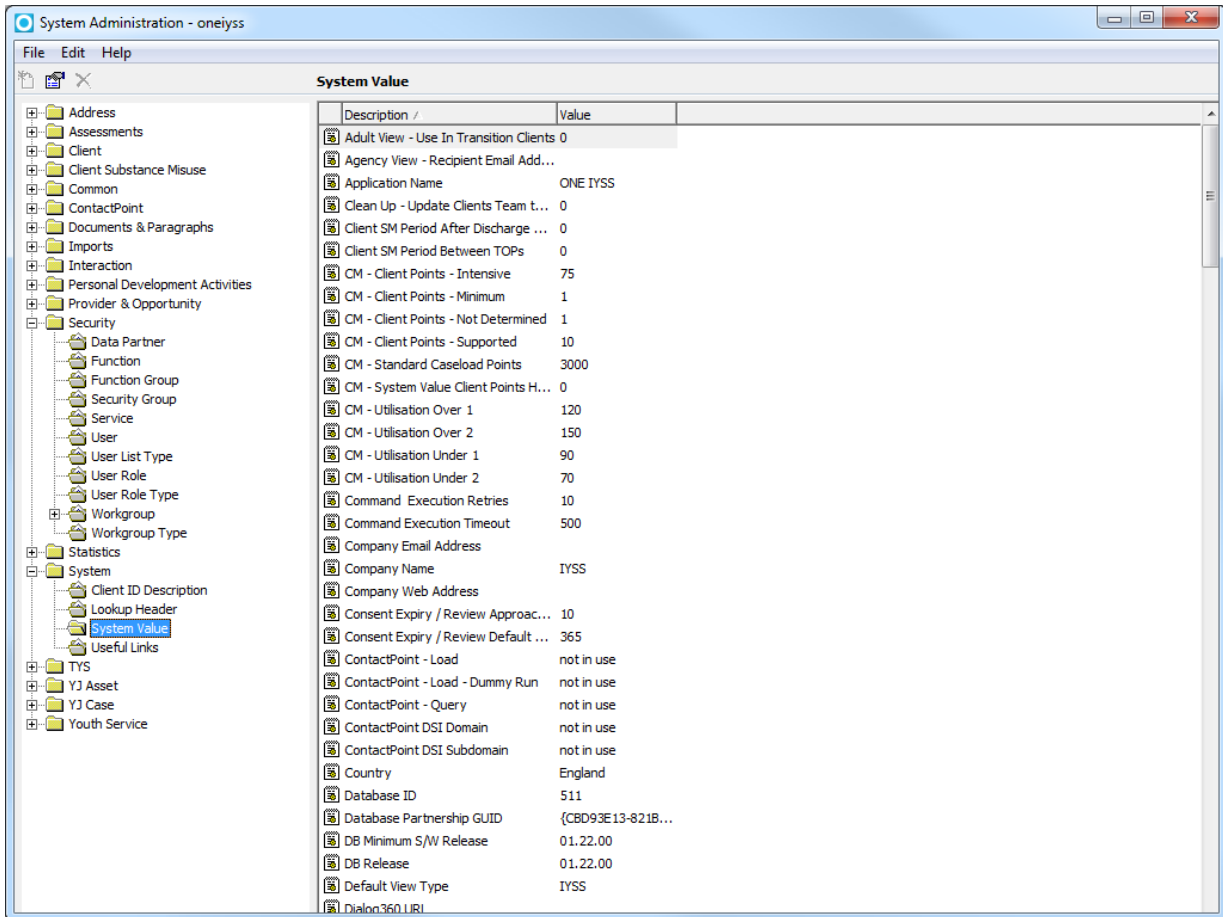 System Administration - oneiyss
File Edit Help
System Value
Address
Assessments
Client
Client Substance Misuse
Common
ContactPoint
Documents & Paragraphs
Imports
Interaction
Personal Development Activities
Provider & Opportunity
Security
Data Partner
Function
Function Group
Security Group
Service
User
User List Type
User Role
User Role Type
Workgroup
Workgroup Type
Statistics
System
Client ID Description
Lookup Header
System Value
Useful Links
TYS
YJ Asset
YJ Case
Youth Service
Description Value
Adult View - Use In Transition Clients 0
Agency View - Recipient Email Add...
Application Name ONE IYSS
Clean Up - Update Clients Team t... 0
Client SM Period After Discharge ... 0
Client SM Period Between TOPs 0
CM - Client Points - Intensive 75
CM - Client Points - Minimum 1
CM - Client Points - Not Determined 1
CM - Client Points - Supported 10
CM - Standard Caseload Points 3000
CM - System Value Client Points H... 0
CM - Utilisation Over 1 120
CM - Utilisation Over 2 150
CM - Utilisation Under 1 90
CM - Utilisation Under 2 70
Command Execution Retries 10
Command Execution Timeout 500
Company Email Address
Company Name IYSS
Company Web Address
Consent Expiry / Review Approac... 10
Consent Expiry / Review Default ... 365
ContactPoint - Load not in use
ContactPoint - Load - Dummy Run not in use
ContactPoint - Query not in use
ContactPoint DSI Domain not in use
ContactPoint DSI Subdomain not in use
Country England
Database ID 511
Database Partnership GUID {CBD93E13-821B...
DB Minimum S/W Release 01.22.00
DB Release 01.22.00
Default View Type IYSS
Dialog360 URL